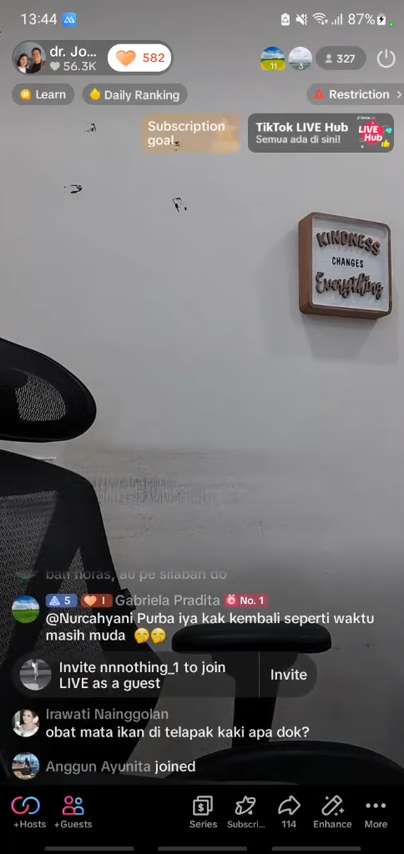 13:44
87%
dr. Jo...
56.3K
582
11
3
327
Learn
Daily Ranking
Restriction
Subscription goal
TikTok LIVE Hub
Semua ada di sini!
LIVE Hub
KINDNESS
CHANGES
Everything
bah horas, au pe silaban do
5 1 Gabriela Pradita No. 1
@Nurcahyani Purba iya kak kembali seperti waktu
masih muda 🤭🤭
Invite nnnothing_1 to join
LIVE as a guest
Invite
Irawati Nainggolan
obat mata ikan di telapak kaki apa dok?
Anggun Ayunita joined
+Hosts
+Guests
Series
Subscri...
114
Enhance
More